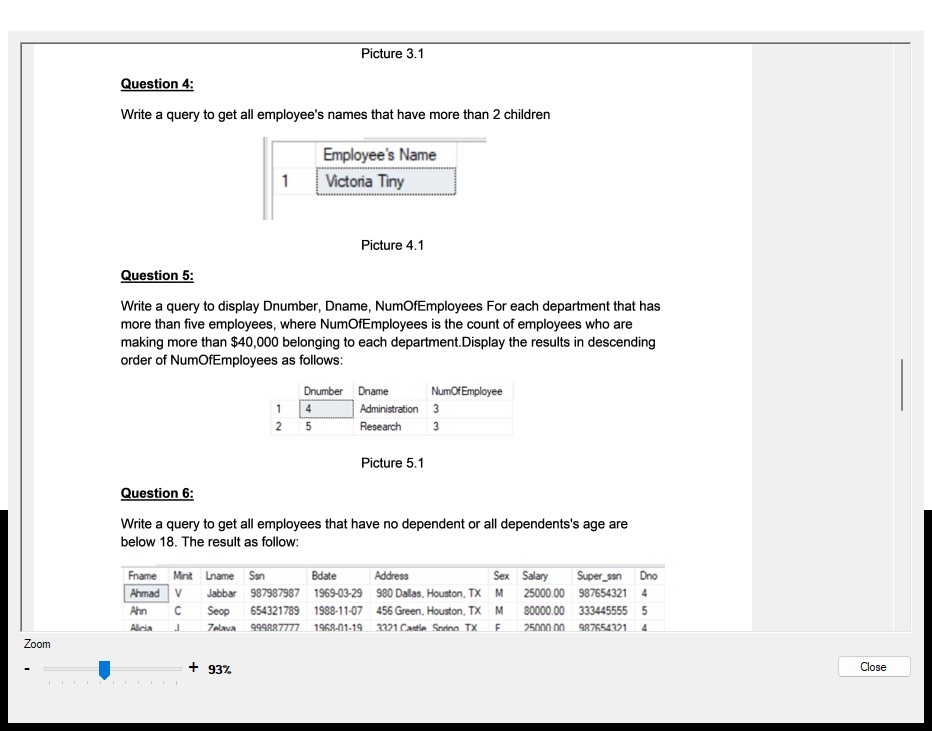 Picture 3.1
Question 4:
Write a query to get all employee's names that have more than 2 children
Employee's Name
1 Victoria Tiny
Picture 4.1
Question 5:
Write a query to display Dnumber, Dname, NumOfEmployees For each department that has
more than five employees, where NumOfEmployees is the count of employees who are
making more than $40,000 belonging to each department.Display the results in descending
order of NumOfEmployees as follows:
Dnumber Dname NumOfEmployee
1 4 Administration 3
2 5 Research 3
Picture 5.1
Question 6:
Write a query to get all employees that have no dependent or all dependents's age are
below 18. The result as follow:
Fname Minit Lname Ssn Bdate Address Sex Salary Super_ssn Dno
Ahmad V Jabbar 987987987 1969-03-29 980 Dallas, Houston, TX M 25000.00 987654321 4
Ahn C Seop 654321789 1988-11-07 456 Green, Houston, TX M 80000.00 333445555 5
Alicia J Zelaya 999887777 1968-01-19 3321 Castle, Spring, TX F 25000.00 987654321 4
Zoom
- + 93%
Close